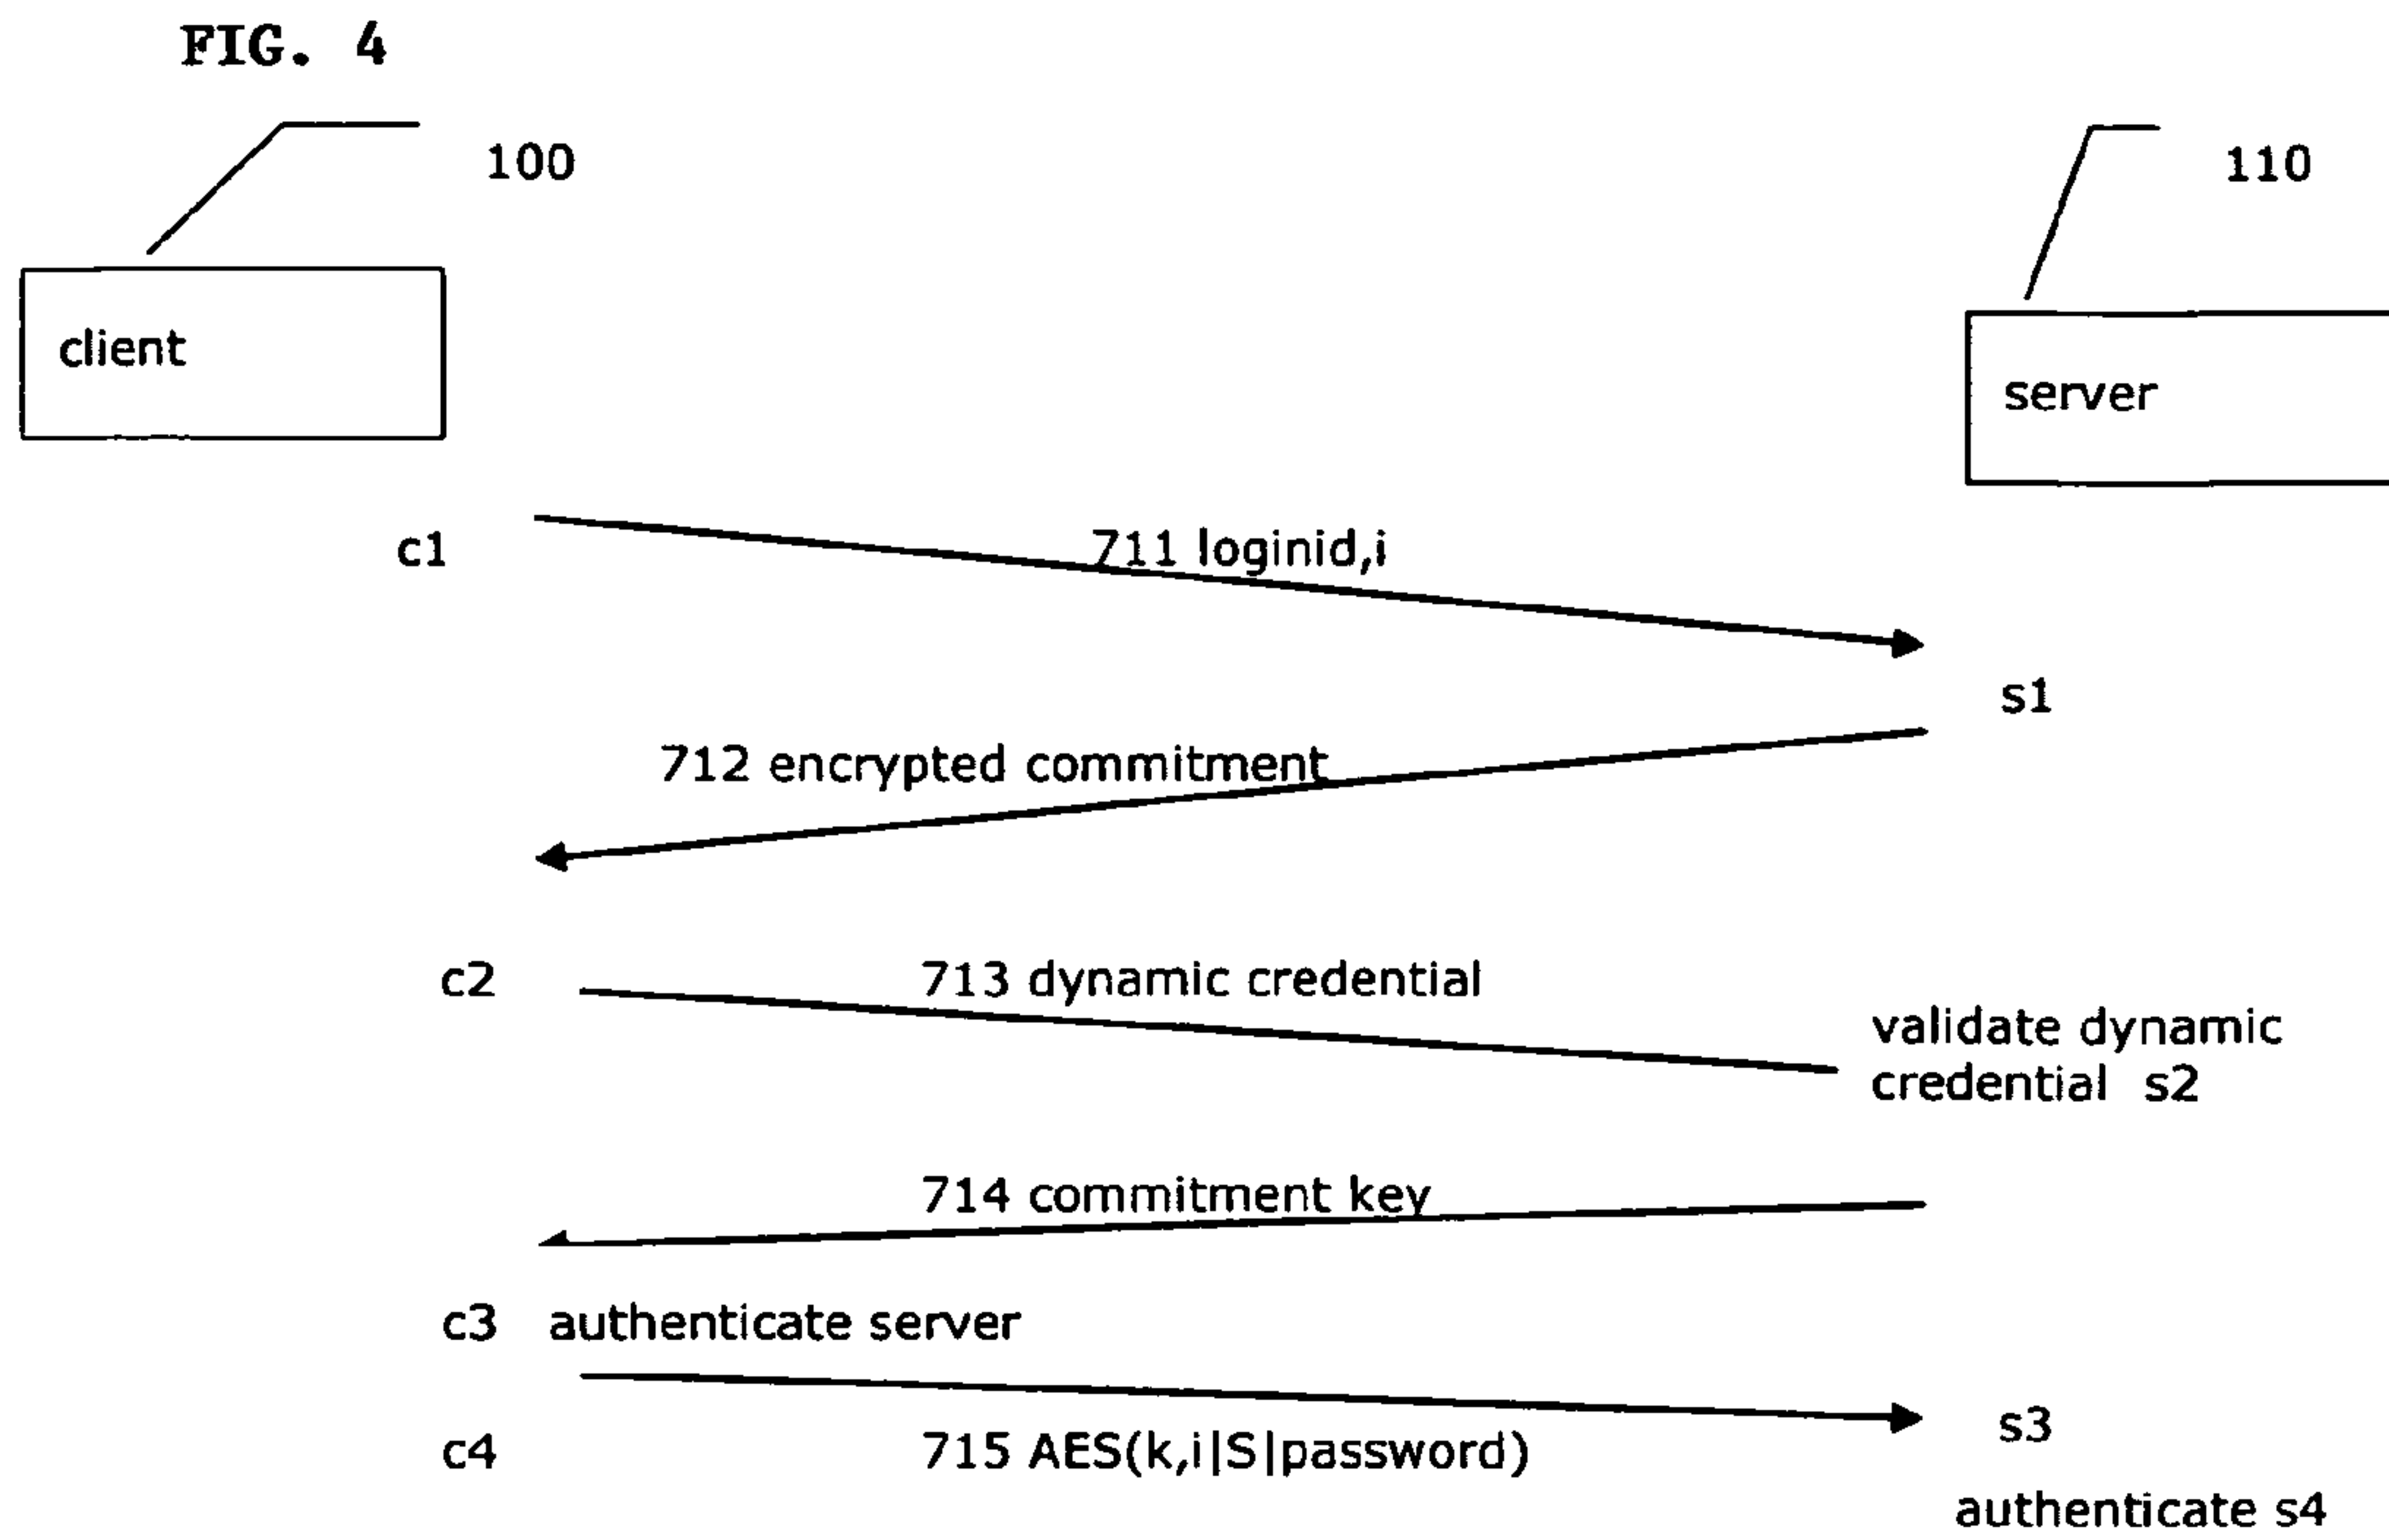 FIG. 4
100
110
client
server
c1
711 loginid,i
s1
712 encrypted commitment
c2
713 dynamic credential
validate dynamic
credential s2
714 commitment key
c3 authenticate server
s3
c4
715 AES(k,i|S|password)
authenticate s4